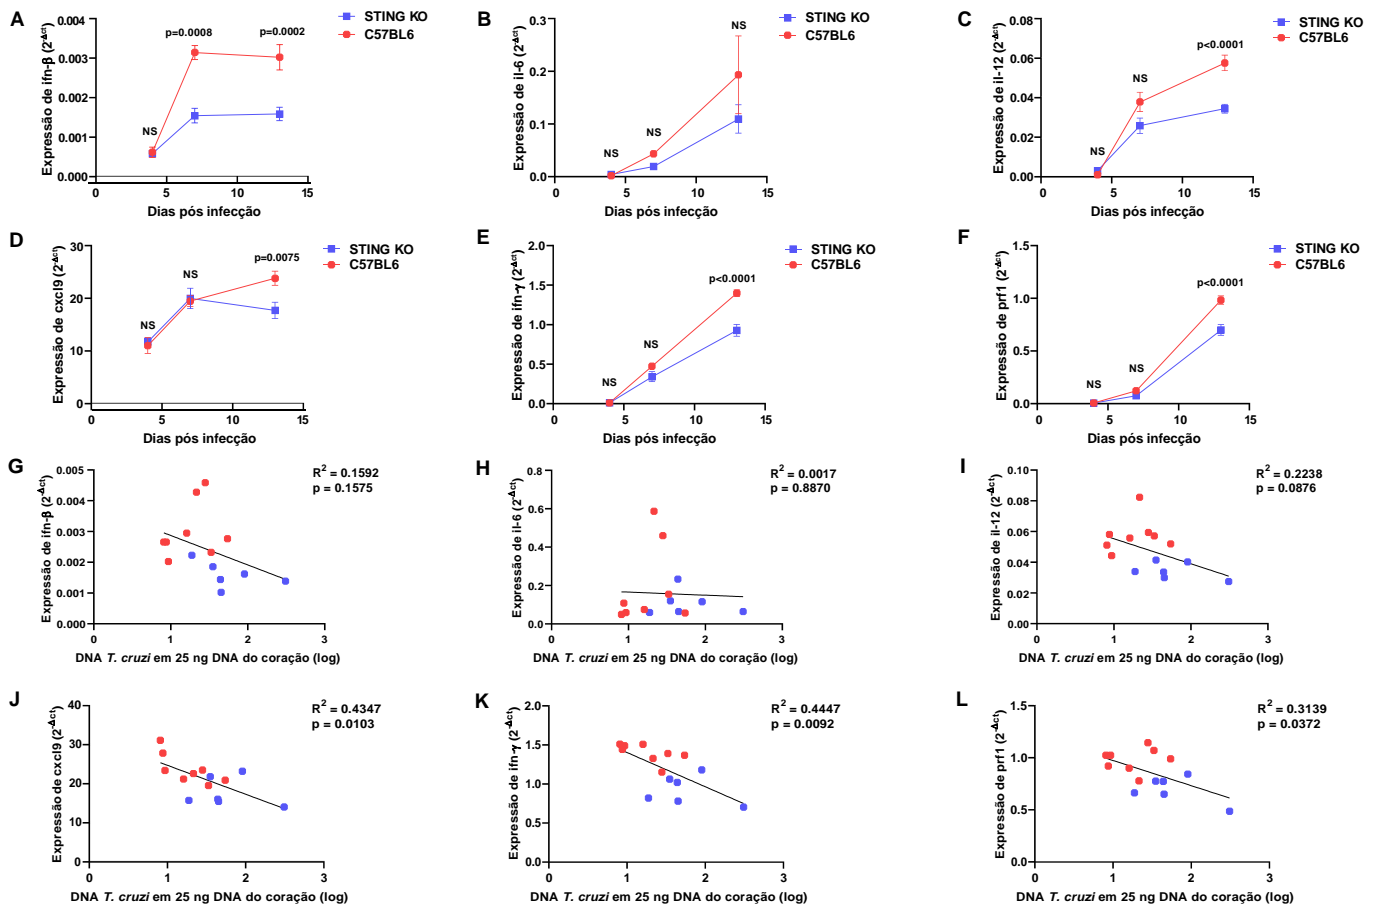 A
Expressão de ifn-β (2^-Δct)
0.004
0.003
0.002
0.001
0.000
NS
p=0.0008
p=0.0002
0 5 10 15
Dias pós infecção
STING KO
C57BL6
B
Expressão de il-6 (2^-Δct)
0.3
0.2
0.1
0.0
NS
NS
NS
0 5 10 15
Dias pós infecção
STING KO
C57BL6
C
Expressão de il-12 (2^-Δct)
0.08
0.06
0.04
0.02
0.00
NS
NS
p<0.0001
0 5 10 15
Dias pós infecção
STING KO
C57BL6
D
Expressão de cxcl9 (2^-Δct)
30
20
10
0
NS
NS
p=0.0075
0 5 10 15
Dias pós infecção
STING KO
C57BL6
E
Expressão de ifn-γ (2^-Δct)
2.0
1.5
1.0
0.5
0.0
NS
NS
p<0.0001
0 5 10 15
Dias pós infecção
STING KO
C57BL6
F
Expressão de prf1 (2^-Δct)
1.5
1.0
0.5
0.0
NS
NS
p<0.0001
0 5 10 15
Dias pós infecção
STING KO
C57BL6
G
Expressão de ifn-β (2^-Δct)
0.005
0.004
0.003
0.002
0.001
0.000
R² = 0.1592
p = 0.1575
0 1 2 3
DNA T. cruzi em 25 ng DNA do coração (log)
H
Expressão de il-6 (2^-Δct)
0.8
0.6
0.4
0.2
0.0
R² = 0.0017
p = 0.8870
0 1 2 3
DNA T. cruzi em 25 ng DNA do coração (log)
I
Expressão de il-12 (2^-Δct)
0.10
0.08
0.06
0.04
0.02
0.00
R² = 0.2238
p = 0.0876
0 1 2 3
DNA T. cruzi em 25 ng DNA do coração (log)
J
Expressão de cxcl9 (2^-Δct)
40
30
20
10
0
R² = 0.4347
p = 0.0103
0 1 2 3
DNA T. cruzi em 25 ng DNA do coração (log)
K
Expressão de ifn-γ (2^-Δct)
2.0
1.5
1.0
0.5
0.0
R² = 0.4447
p = 0.0092
0 1 2 3
DNA T. cruzi em 25 ng DNA do coração (log)
L
Expressão de prf1 (2^-Δct)
1.5
1.0
0.5
0.0
R² = 0.3139
p = 0.0372
0 1 2 3
DNA T. cruzi em 25 ng DNA do coração (log)